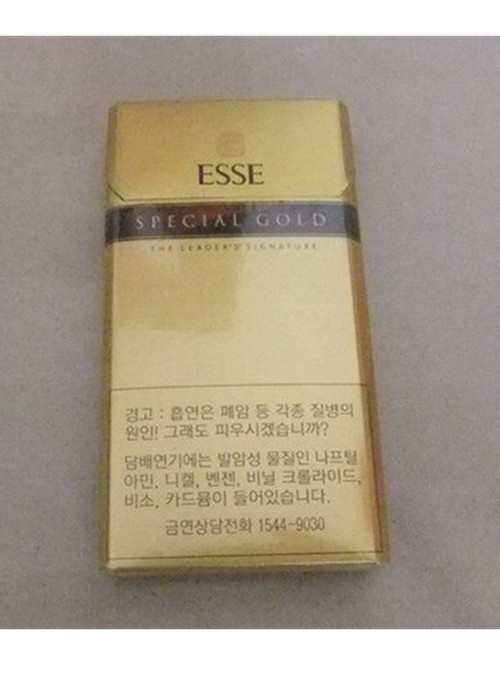 ESSE
SPECIAL GOLD
THE LEADER'S SIGNATURE
경고 : 흡연은 폐암 등 각종 질병의
원인! 그래도 피우시겠습니까?
담배연기에는 발암성 물질인 나프틸
아민, 니켈, 벤젠, 비닐 크롤라이드,
비소, 카드뮴이 들어있습니다.
금연상담전화 1544-9030